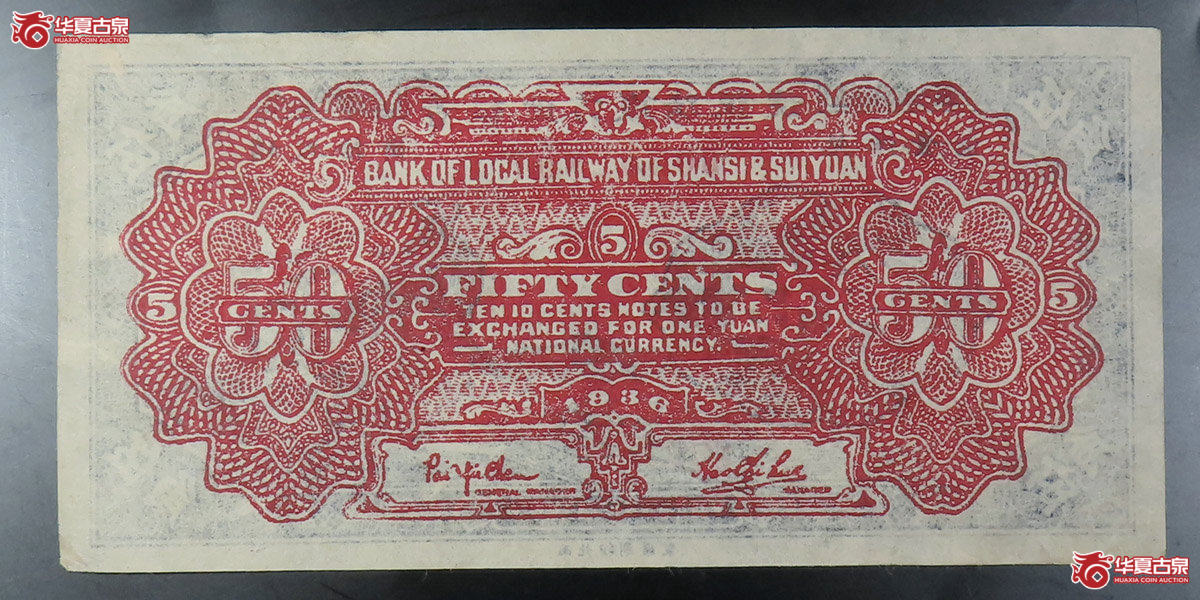 华夏古泉
HUAXIA COIN AUCTION
BANK OF LOCAL RAILWAY OF SHANSI & SUIYUAN
5
50
CENTS
50
CENTS
5
5
FIFTY CENTS
TEN 10 CENTS NOTES TO BE
EXCHANGED FOR ONE YUAN
NATIONAL CURRENCY.
1936
GENERAL MANAGER
MANAGER
华夏古泉
HUAXIA COIN AUCTION